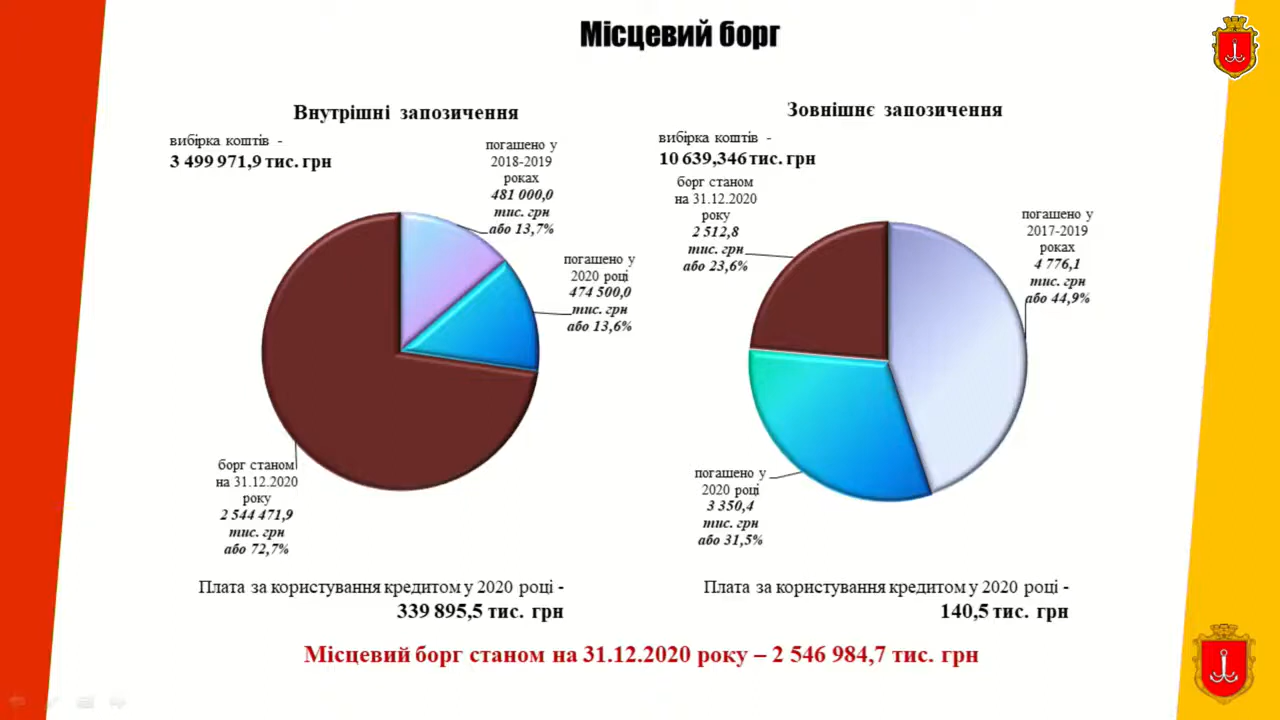 Місцевий борг
Внутрішні запозичення
вибірка коштів -
3 499 971,9 тис. грн
погашено у
2018-2019
роках
481 000,0
тис. грн
або 13,7%
погашено у
2020 році
474 500,0
тис. грн
або 13,6%
борг станом
на 31.12.2020
року
2 544 471,9
тис. грн
або 72,7%
Плата за користування кредитом у 2020 році -
339 895,5 тис. грн
Зовнішнє запозичення
вибірка коштів -
10 639,346 тис. грн
борг станом
на 31.12.2020
року
2 512,8
тис. грн
або 23,6%
погашено у
2017-2019
роках
4 776,1
тис. грн
або 44,9%
погашено у
2020 році
3 350,4
тис. грн
або 31,5%
Плата за користування кредитом у 2020 році -
140,5 тис. грн
Місцевий борг станом на 31.12.2020 року – 2 546 984,7 тис. грн